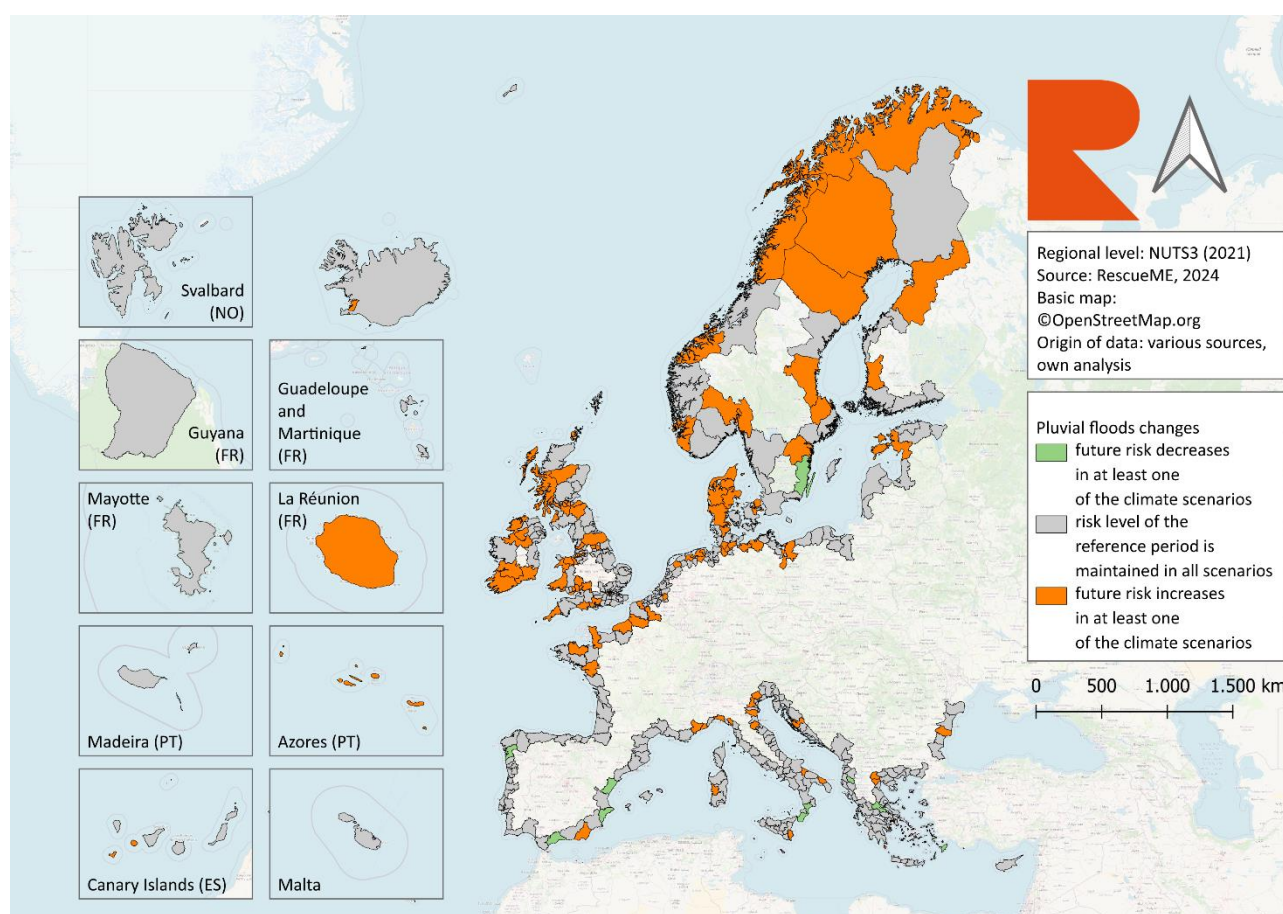 Svalbard
(NO)
Guyana
(FR)
Guadeloupe
and
Martinique
(FR)
Mayotte
(FR)
La Réunion
(FR)
Madeira (PT)
Azores (PT)
Canary Islands (ES)
Malta
Regional level: NUTS3 (2021)
Source: RescueME, 2024
Basic map:
©OpenStreetMap.org
Origin of data: various sources,
own analysis
Pluvial floods changes
future risk decreases
in at least one
of the climate scenarios
risk level of the
reference period is
maintained in all scenarios
future risk increases
in at least one
of the climate scenarios
0 500 1.000 1.500 km